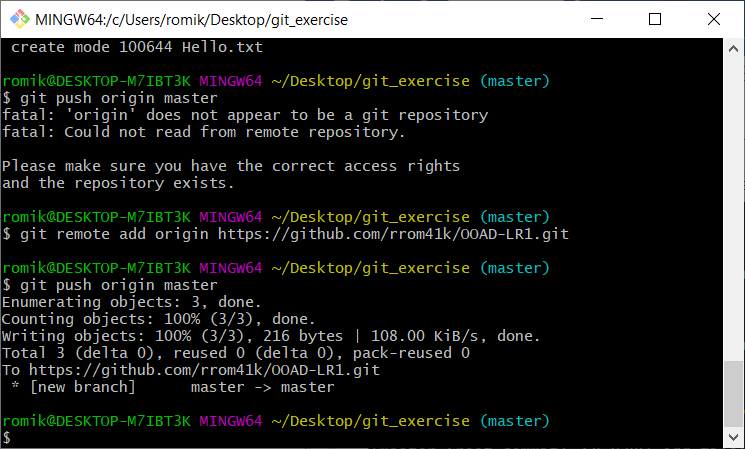 MINGW64:/c/Users/romik/Desktop/git_exercise
create mode 100644 Hello.txt
romik@DESKTOP-M7IBT3K MINGW64 ~/Desktop/git_exercise (master)
$ git push origin master
fatal: 'origin' does not appear to be a git repository
fatal: Could not read from remote repository.
Please make sure you have the correct access rights
and the repository exists.
romik@DESKTOP-M7IBT3K MINGW64 ~/Desktop/git_exercise (master)
$ git remote add origin https://github.com/rrom41k/OOAD-LR1.git
romik@DESKTOP-M7IBT3K MINGW64 ~/Desktop/git_exercise (master)
$ git push origin master
Enumerating objects: 3, done.
Counting objects: 100% (3/3), done.
Writing objects: 100% (3/3), 216 bytes | 108.00 KiB/s, done.
Total 3 (delta 0), reused 0 (delta 0), pack-reused 0
To https://github.com/rrom41k/OOAD-LR1.git
 * [new branch]      master -> master
romik@DESKTOP-M7IBT3K MINGW64 ~/Desktop/git_exercise (master)
$